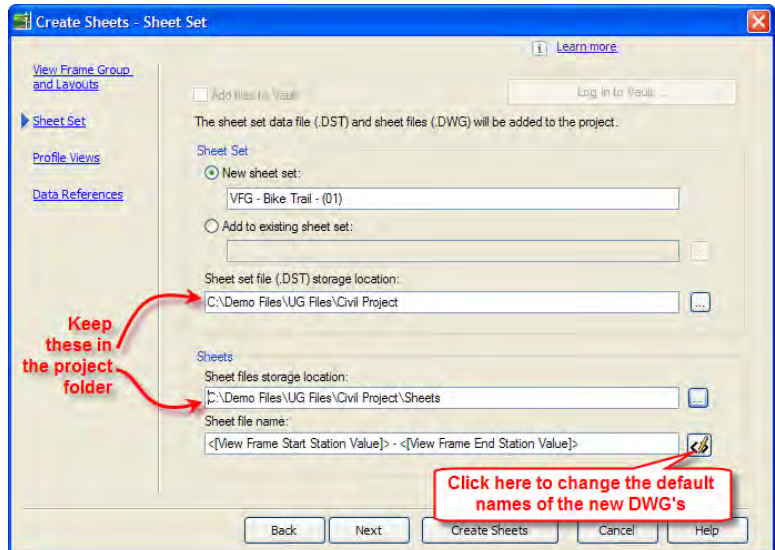 Create Sheets - Sheet Set
Learn more
View Frame Group
and Layouts
Sheet Set
Profile Views
Data References
Add files to Vault
Log in to Vault ...
The sheet set data file (.DST) and sheet files (.DWG) will be added to the project.
Sheet Set
New sheet set:
VFG - Bike Trail - (01)
Add to existing sheet set:
Sheet set file (.DST) storage location:
C:\Demo Files\UG Files\Civil Project
...
Keep
these in
the project
folder
Sheets
Sheet files storage location:
C:\Demo Files\UG Files\Civil Project\Sheets
...
Sheet file name:
<[View Frame Start Station Value]> - <[View Frame End Station Value]>
Click here to change the default
names of the new DWG's
Back
Next
Create Sheets
Cancel
Help